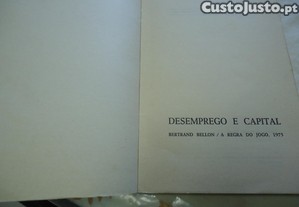 CustoJusto.pt
DESEMPREGO E CAPITAL
BERTRAND BELLON / A REGRA DO JOGO, 1975